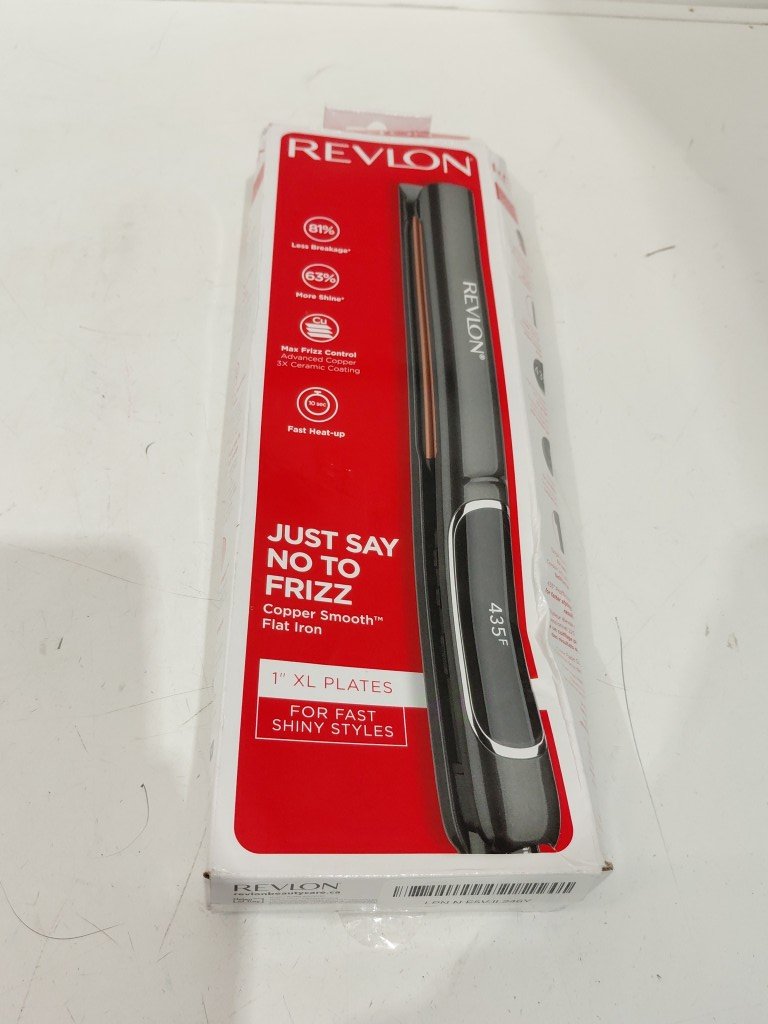 REVLON
81%
Less Breakage*
63%
More Shine*
Cu
Max Frizz Control
Advanced Copper
3X Ceramic Coating
10 sec
Fast Heat-up
REVLON®
JUST SAY
NO TO
FRIZZ
Copper Smooth™
Flat Iron
435F
1" XL PLATES
FOR FAST
SHINY STYLES
REVLON
revlonbeautycare.ca